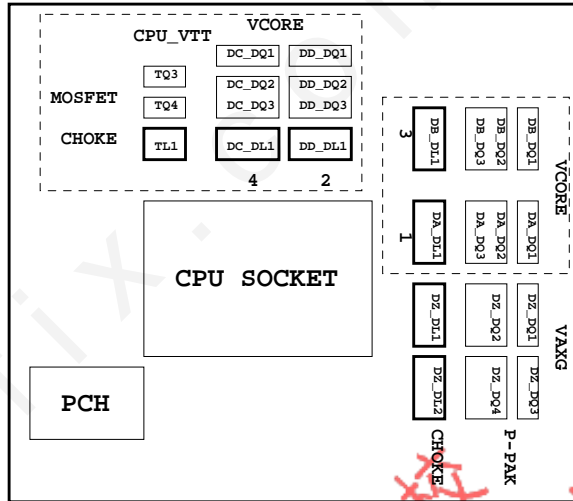 VCORE
CPU_VTT
DC_DQ1
DD_DQ1
TQ3
DC_DQ2
DD_DQ2
MOSFET
TQ4
DC_DQ3
DD_DQ3
CHOKE
TL1
DC_DL1
DD_DL1
4
2
3
DB_DL1
DB_DQ3
DB_DQ2
DB_DQ1
VCORE
1
DA_DL1
DA_DQ3
DA_DQ2
DA_DQ1
CPU SOCKET
DZ_DL1
DZ_DQ2
DZ_DQ1
VAXG
PCH
DZ_DL2
DZ_DQ4
DZ_DQ3
CHOKE
P-PAK